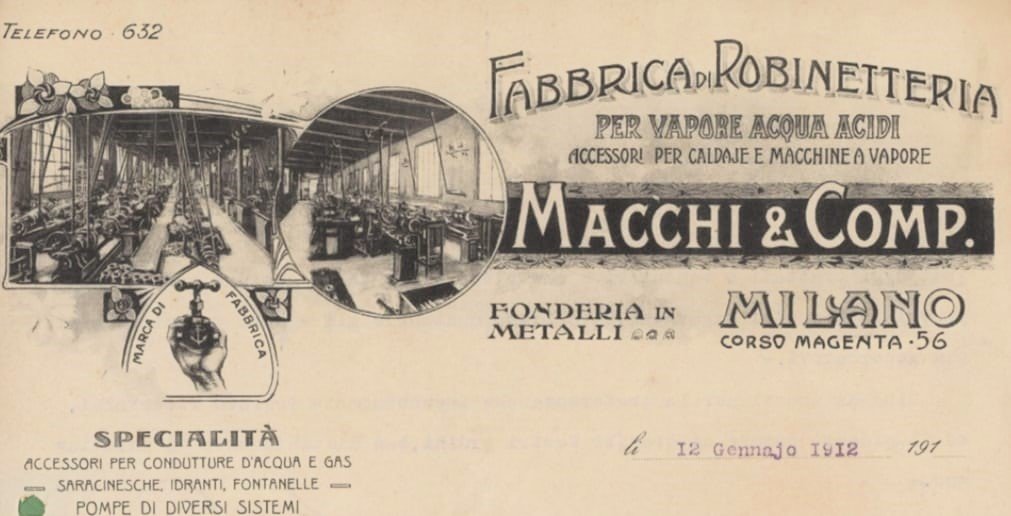 TELEFONO · 632
FABBRICA DI ROBINETTERIA
PER VAPORE ACQUA ACIDI
ACCESSORI PER CALDAJE E MACCHINE A VAPORE
MACCHI & COMP.
FONDERIA IN
METALLI
MILANO
CORSO MAGENTA · 56
MARCA DI FABBRICA
SPECIALITÀ
ACCESSORI PER CONDUTTURE D'ACQUA E GAS
SARACINESCHE, IDRANTI, FONTANELLE
POMPE DI DIVERSI SISTEMI
li 12 Gennajo 1912 191